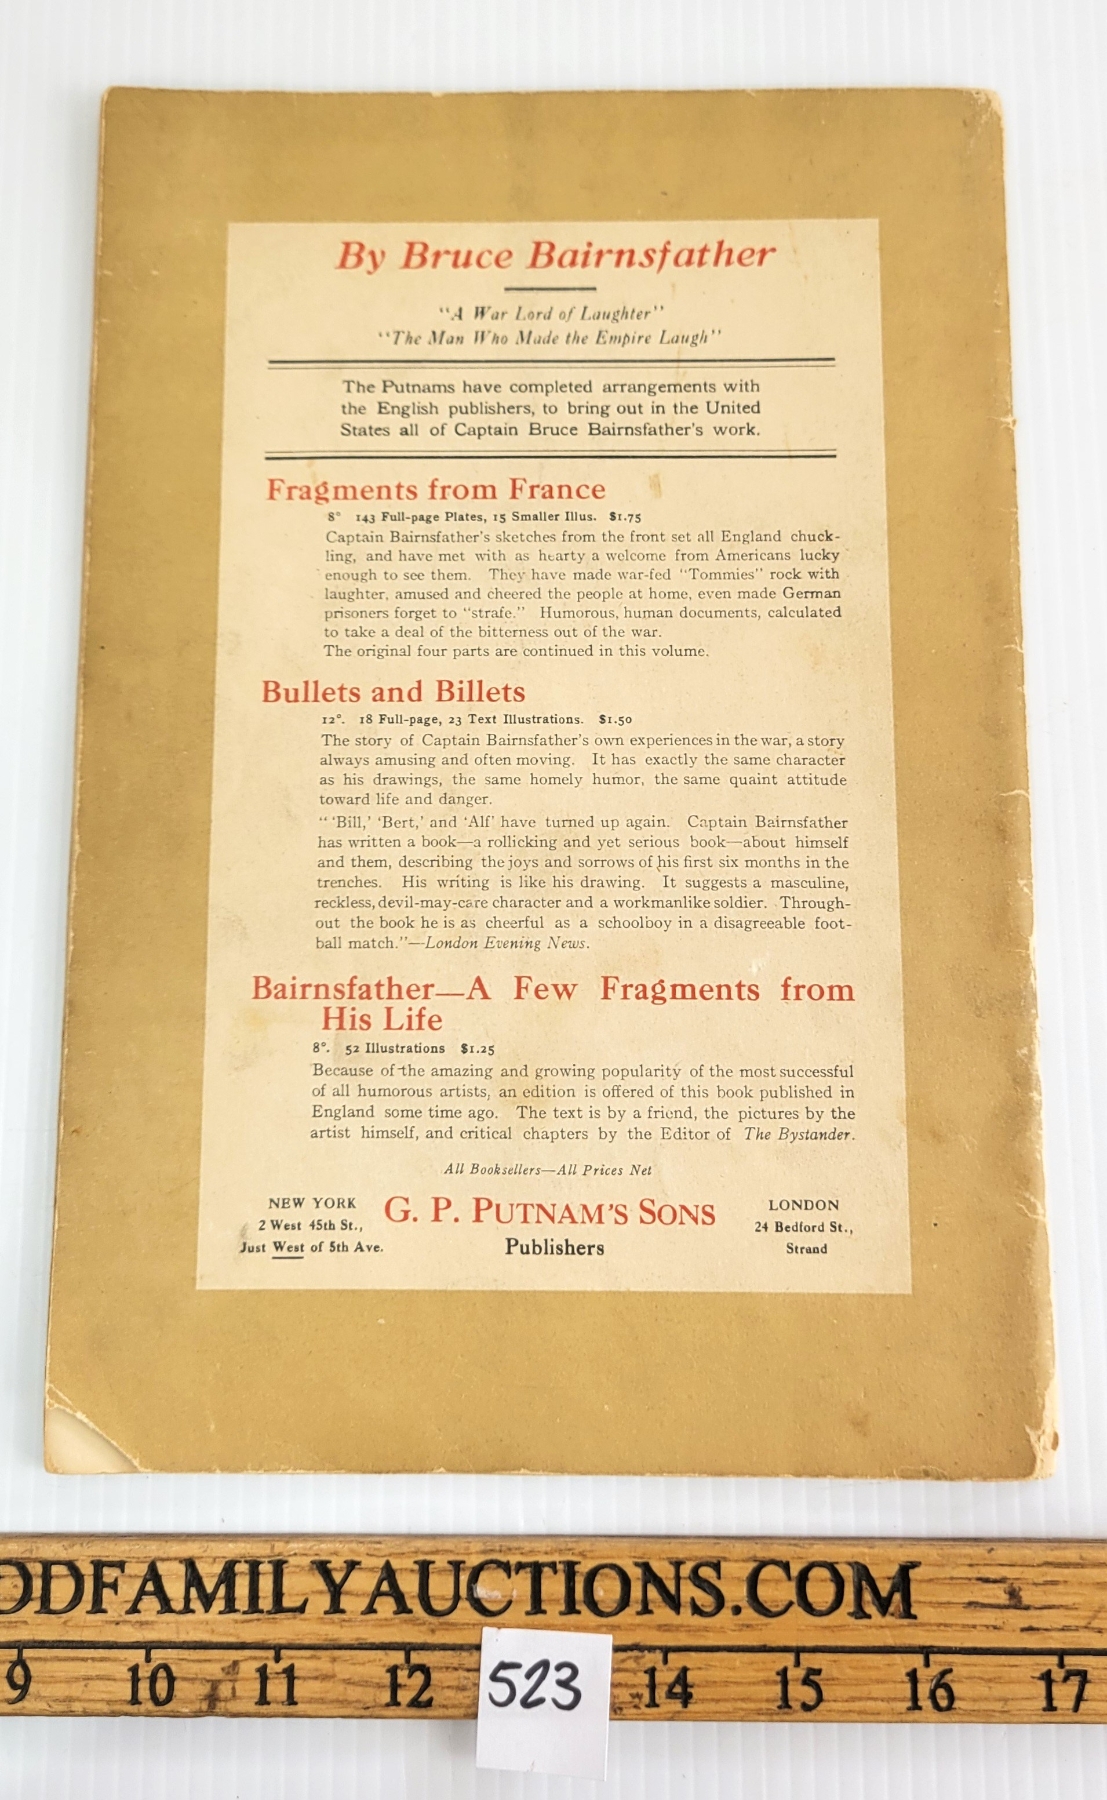 By Bruce Bairnsfather
"A War Lord of Laughter"
"The Man Who Made the Empire Laugh"
The Putnams have completed arrangements with
the English publishers, to bring out in the United
States all of Captain Bruce Bairnsfather's work.
Fragments from France
8° 143 Full-page Plates, 15 Smaller Illus. $1.75
Captain Bairnsfather's sketches from the front set all England chuck-
ling, and have met with as hearty a welcome from Americans lucky
enough to see them. They have made war-fed "Tommies" rock with
laughter, amused and cheered the people at home, even made German
prisoners forget to "strafe." Humorous, human documents, calculated
to take a deal of the bitterness out of the war.
The original four parts are continued in this volume.
Bullets and Billets
12°. 18 Full-page, 23 Text Illustrations. $1.50
The story of Captain Bairnsfather's own experiences in the war, a story
always amusing and often moving. It has exactly the same character
as his drawings, the same homely humor, the same quaint attitude
toward life and danger.
"'Bill,' 'Bert,' and 'Alf' have turned up again. Captain Bairnsfather
has written a book—a rollicking and yet serious book—about himself
and them, describing the joys and sorrows of his first six months in the
trenches. His writing is like his drawing. It suggests a masculine,
reckless, devil-may-care character and a workmanlike soldier. Through-
out the book he is as cheerful as a schoolboy in a disagreeable foot-
ball match."—London Evening News.
Bairnsfather—A Few Fragments from
His Life
8°. 52 Illustrations $1.25
Because of the amazing and growing popularity of the most successful
of all humorous artists, an edition is offered of this book published in
England some time ago. The text is by a friend, the pictures by the
artist himself, and critical chapters by the Editor of The Bystander.
All Booksellers—All Prices Net
NEW YORK
2 West 45th St.,
Just West of 5th Ave.
G. P. PUTNAM'S SONS
Publishers
LONDON
24 Bedford St.,
Strand
ODFAMILYAUCTIONS.COM
9 10 11 12 14 15 16 17
523